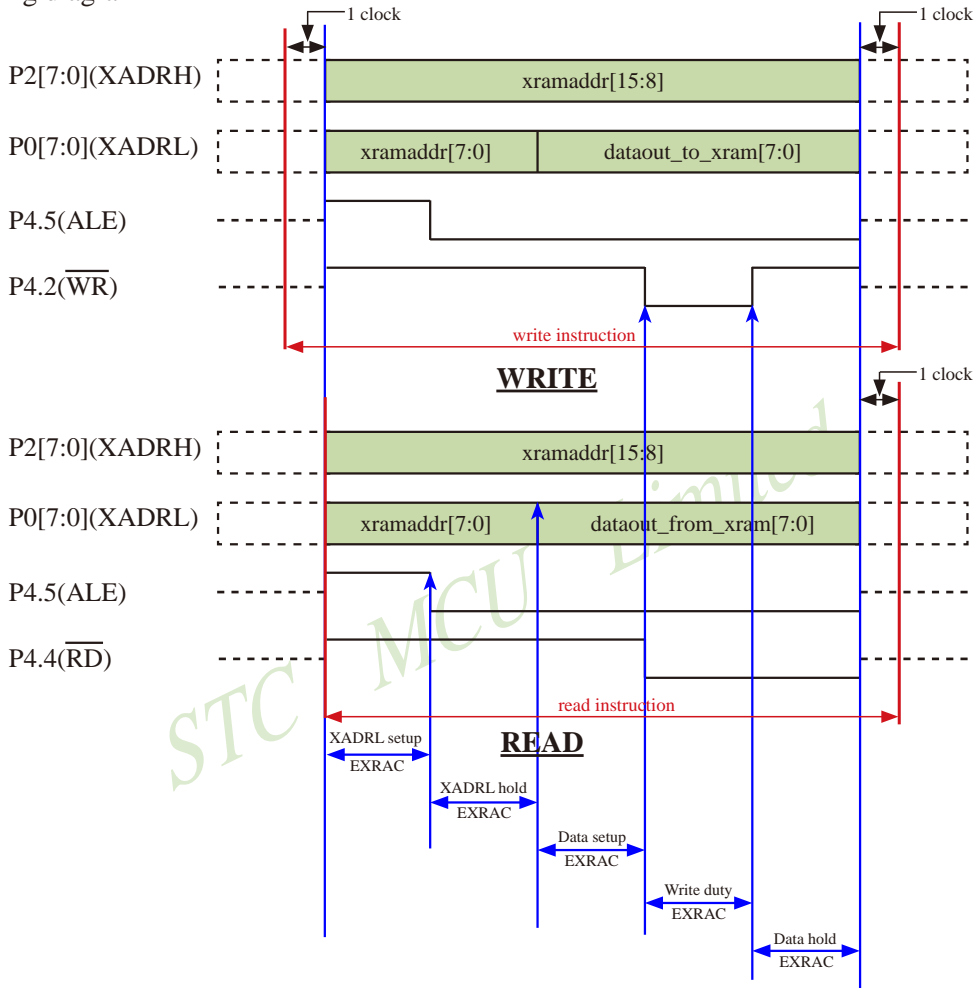 1 clock
1 clock
P2[7:0](XADRH)
xramaddr[15:8]
P0[7:0](XADRL)
xramaddr[7:0]
dataout_to_xram[7:0]
P4.5(ALE)
P4.2(W̅R̅)
write instruction
WRITE
1 clock
P2[7:0](XADRH)
xramaddr[15:8]
P0[7:0](XADRL)
xramaddr[7:0]
dataout_from_xram[7:0]
P4.5(ALE)
P4.4(R̅D̅)
STC MCU Limited
read instruction
READ
XADRL setup
EXRAC
XADRL hold
EXRAC
Data setup
EXRAC
Write duty
EXRAC
Data hold
EXRAC